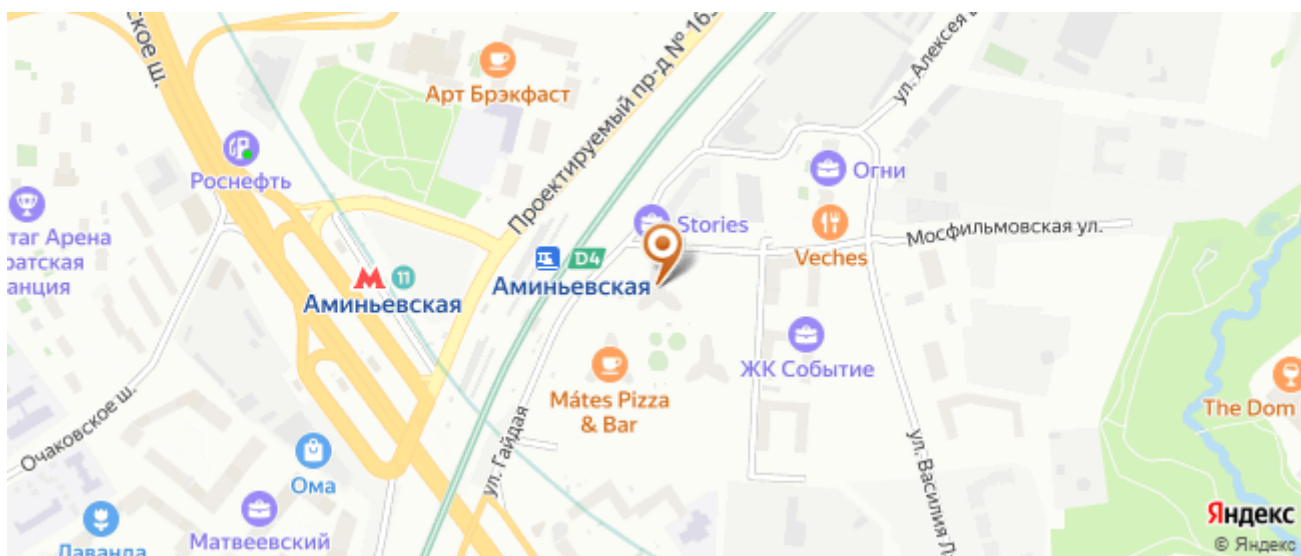 ское ш.
Проектируемый пр-д № 163
Арт Брэкфаст
ул. Алексея
Роснефть
Огни
Stories
Veches
Мосфильмовская ул.
таг Арена
ратская
анция
М 11
Аминьевская
D4
Аминьевская
ЖК Событие
Mátes Pizza
& Bar
The Dom
Очаковское ш.
ул. Гайдая
ул. Василия Л
Ома
Матвеевский
Лаванда
Яндекс
© Яндекс